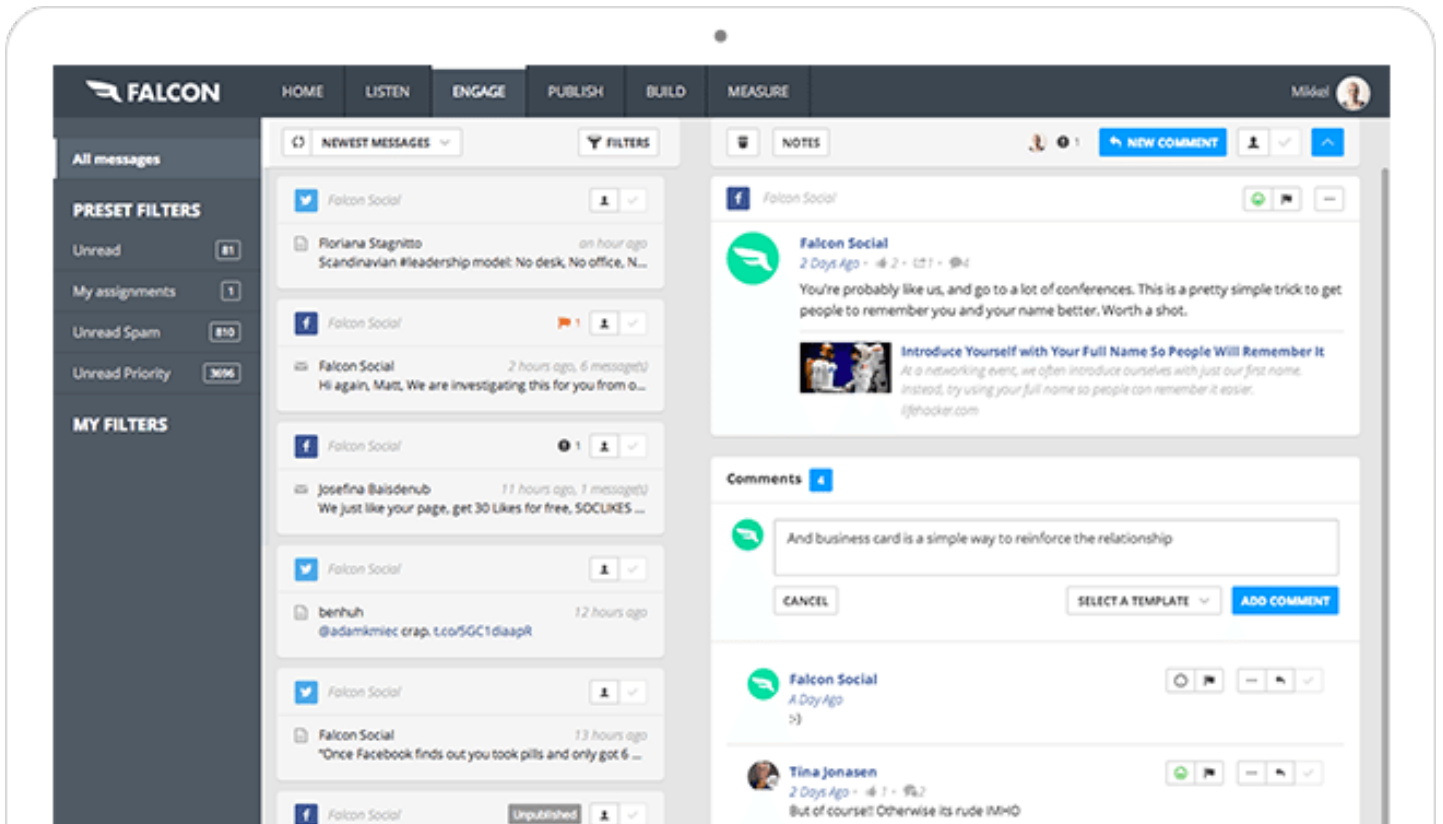 FALCON
HOME
LISTEN
ENGAGE
PUBLISH
BUILD
MEASURE
Mikkel
All messages
PRESET FILTERS
Unread 81
My assignments 1
Unread Spam 810
Unread Priority 3696
MY FILTERS
NEWEST MESSAGES
FILTERS
Falcon Social
Floriana Stagnitto an hour ago
Scandinavian #leadership model: No desk, No office, N...
Falcon Social 1
Falcon Social 2 hours ago, 6 message(s)
Hi again, Matt, We are investigating this for you from o...
Falcon Social 1
Josefina Baisdenub 11 hours ago, 1 message(s)
We just like your page, get 30 Likes for free, SOCLIKES ...
Falcon Social
benhuh 12 hours ago
@adamkmiec crap. t.co/5GC1diaapR
Falcon Social
Falcon Social 13 hours ago
"Once Facebook finds out you took pills and only got 6 ...
Falcon Social Unpublished
NOTES
1
NEW COMMENT
Falcon Social
Falcon Social
2 Days Ago • 2 • 1 • 4
You're probably like us, and go to a lot of conferences. This is a pretty simple trick to get
people to remember you and your name better. Worth a shot.
Introduce Yourself with Your Full Name So People Will Remember It
At a networking event, we often introduce ourselves with just our first name.
Instead, try using your full name so people can remember it easier.
lifehacker.com
Comments 4
And business card is a simple way to reinforce the relationship
CANCEL
SELECT A TEMPLATE
ADD COMMENT
Falcon Social
A Day Ago
:-)
Tina Jonasen
2 Days Ago • 1 • 2
But of course!! Otherwise its rude IMHO